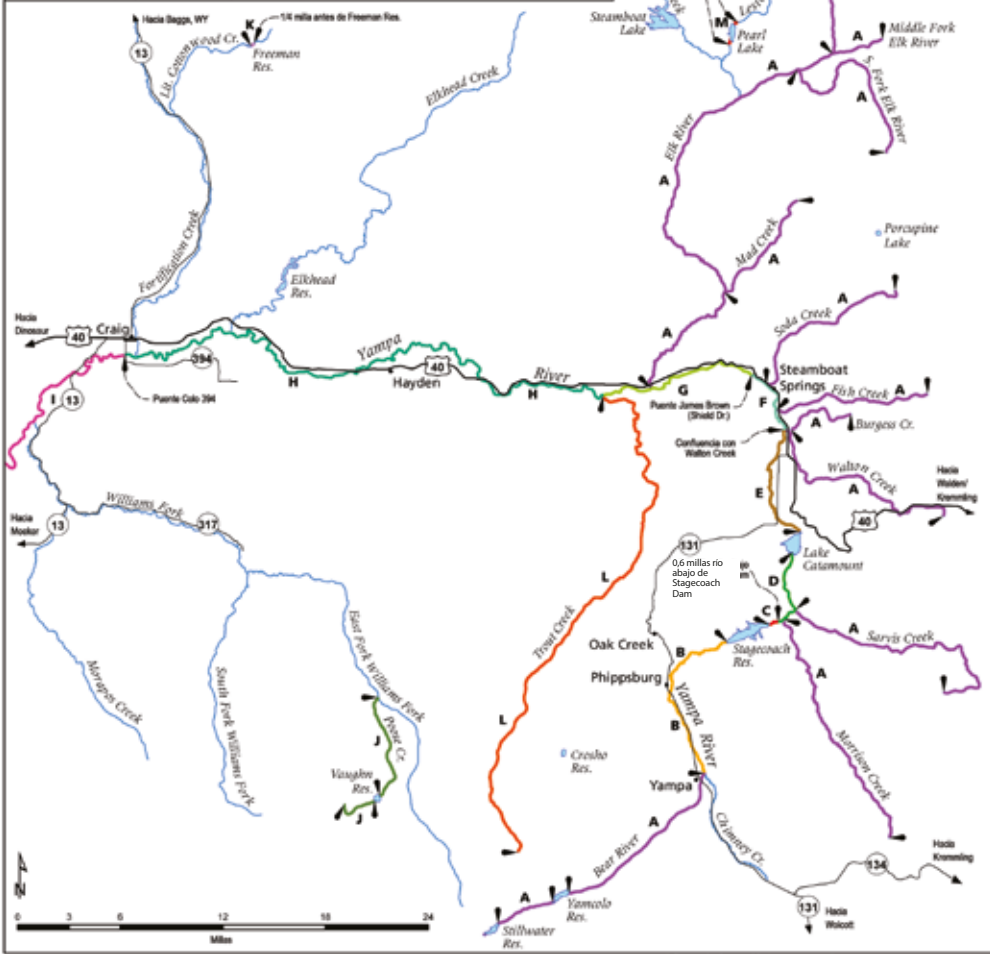 Hacia Baggs, WY
13
Lit. Cottonwood Cr.
K
1/4 milla antes de Freeman Res.
Freeman
Res.
Elkhead Creek
Steamboat
Lake
M
Pearl
Lake
A
Middle Fork
Elk River
A
S. Fork Elk River
A
Elk River
A
Mad Creek
A
A
Porcupine
Lake
Fortification Creek
Elkhead
Res.
Hacia
Dinosaur
40
Craig
394
Puente Colo 394
I
13
H
Yampa
40
Hayden
H
River
G
Puente James Brown
(Shield Dr.)
F
Soda Creek
A
Steamboat
Springs
Fish Creek
A
A
Burgess Cr.
Confluencia con
Walton Creek
Walton Creek
A
Hacia
Walden/
Kremmling
40
E
Lake
Catamount
131
0,6 millas río
abajo de
Stagecoach
Dam
D
C
Stagecoach
Res.
Sarvis Creek
A
A
Morrison Creek
Oak Creek
Phippsburg
B
Yampa River
B
Yampa
Williams Fork
317
Hacia
Meeker
13
Morapos Creek
South Fork Williams Fork
East Fork Williams Fork
J
Poose Cr.
Vaughn
Res.
J
L
Trout Creek
L
Crosho
Res.
A
Bear River
Chimney Cr.
A
Yamcolo
Res.
Stillwater
Res.
134
Hacia
Kremmling
131
Hacia
Wolcott
N
0 3 6 12 18 24
Millas